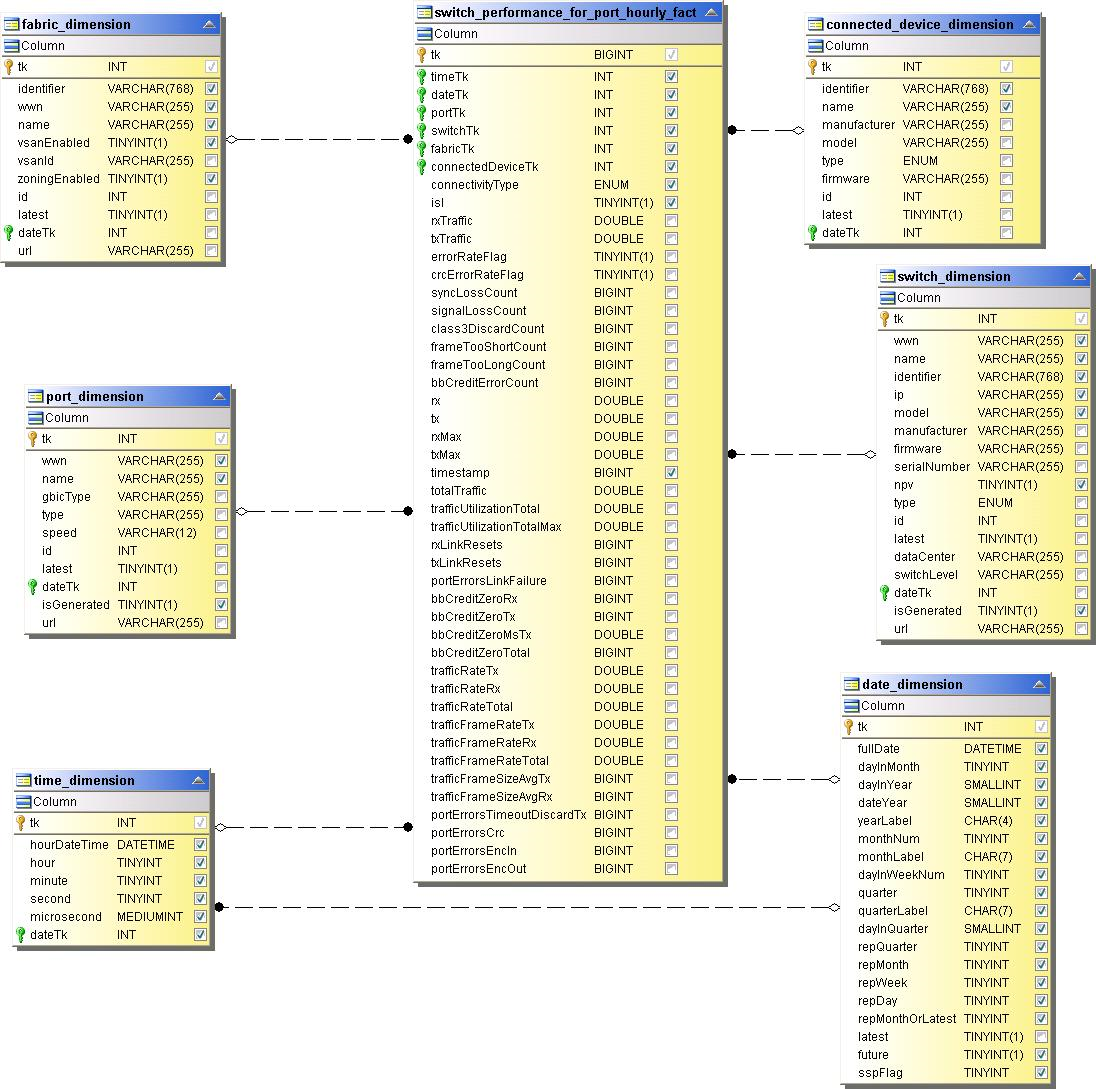 fabric_dimension
Column
tk INT
identifier VARCHAR(768)
wwn VARCHAR(255)
name VARCHAR(255)
vsanEnabled TINYINT(1)
vsanId VARCHAR(255)
zoningEnabled TINYINT(1)
id INT
latest TINYINT(1)
dateTk INT
url VARCHAR(255)
switch_performance_for_port_hourly_fact
Column
tk BIGINT
timeTk INT
dateTk INT
portTk INT
switchTk INT
fabricTk INT
connectedDeviceTk INT
connectivityType ENUM
isl TINYINT(1)
rxTraffic DOUBLE
txTraffic DOUBLE
errorRateFlag TINYINT(1)
crcErrorRateFlag TINYINT(1)
syncLossCount BIGINT
signalLossCount BIGINT
class3DiscardCount BIGINT
frameTooShortCount BIGINT
frameTooLongCount BIGINT
bbCreditErrorCount BIGINT
rx DOUBLE
tx DOUBLE
rxMax DOUBLE
txMax DOUBLE
timestamp BIGINT
totalTraffic DOUBLE
trafficUtilizationTotal DOUBLE
trafficUtilizationTotalMax DOUBLE
rxLinkResets BIGINT
txLinkResets BIGINT
portErrorsLinkFailure BIGINT
bbCreditZeroRx BIGINT
bbCreditZeroTx BIGINT
bbCreditZeroMsTx DOUBLE
bbCreditZeroTotal BIGINT
trafficRateTx DOUBLE
trafficRateRx DOUBLE
trafficRateTotal DOUBLE
trafficFrameRateTx DOUBLE
trafficFrameRateRx DOUBLE
trafficFrameRateTotal DOUBLE
trafficFrameSizeAvgTx BIGINT
trafficFrameSizeAvgRx BIGINT
portErrorsTimeoutDiscardTx BIGINT
portErrorsCrc BIGINT
portErrorsEncIn BIGINT
portErrorsEncOut BIGINT
connected_device_dimension
Column
tk INT
identifier VARCHAR(768)
name VARCHAR(255)
manufacturer VARCHAR(255)
model VARCHAR(255)
type ENUM
firmware VARCHAR(255)
id INT
latest TINYINT(1)
dateTk INT
switch_dimension
Column
tk INT
wwn VARCHAR(255)
name VARCHAR(255)
identifier VARCHAR(768)
ip VARCHAR(255)
model VARCHAR(255)
manufacturer VARCHAR(255)
firmware VARCHAR(255)
serialNumber VARCHAR(255)
npv TINYINT(1)
type ENUM
id INT
latest TINYINT(1)
dataCenter VARCHAR(255)
switchLevel VARCHAR(255)
dateTk INT
isGenerated TINYINT(1)
url VARCHAR(255)
port_dimension
Column
tk INT
wwn VARCHAR(255)
name VARCHAR(255)
gbicType VARCHAR(255)
type VARCHAR(255)
speed VARCHAR(12)
id INT
latest TINYINT(1)
dateTk INT
isGenerated TINYINT(1)
url VARCHAR(255)
date_dimension
Column
tk INT
fullDate DATETIME
dayInMonth TINYINT
dayInYear SMALLINT
dateYear SMALLINT
yearLabel CHAR(4)
monthNum TINYINT
monthLabel CHAR(7)
dayInWeekNum TINYINT
quarter TINYINT
quarterLabel CHAR(7)
dayInQuarter SMALLINT
repQuarter TINYINT
repMonth TINYINT
repWeek TINYINT
repDay TINYINT
repMonthOrLatest TINYINT
latest TINYINT(1)
future TINYINT(1)
sspFlag TINYINT
time_dimension
Column
tk INT
hourDateTime DATETIME
hour TINYINT
minute TINYINT
second TINYINT
microsecond MEDIUMINT
dateTk INT